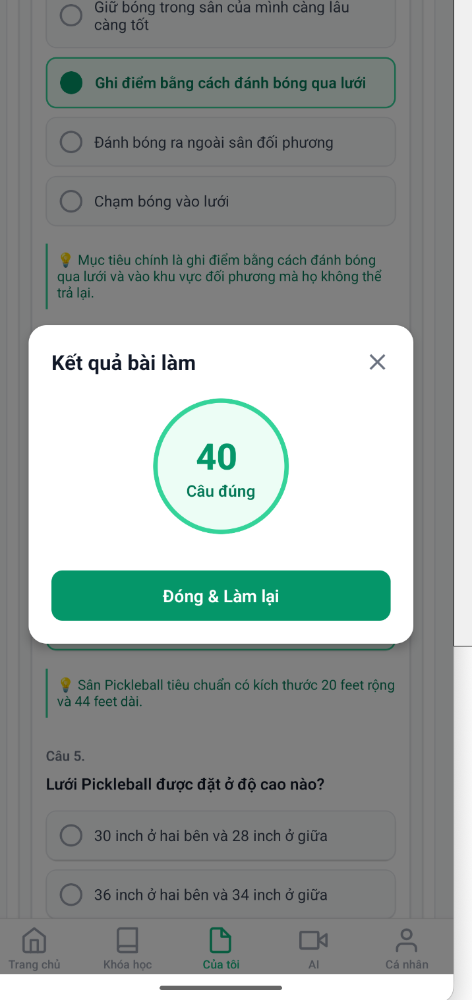 Giữ bóng trong sân của mình càng lâu
càng tốt
Ghi điểm bằng cách đánh bóng qua lưới
Đánh bóng ra ngoài sân đối phương
Chạm bóng vào lưới
💡 Mục tiêu chính là ghi điểm bằng cách đánh bóng
qua lưới và vào khu vực đối phương mà họ không thể
trả lại.
Kết quả bài làm
40
Câu đúng
Đóng & Làm lại
💡 Sân Pickleball tiêu chuẩn có kích thước 20 feet rộng
và 44 feet dài.
Câu 5.
Lưới Pickleball được đặt ở độ cao nào?
30 inch ở hai bên và 28 inch ở giữa
36 inch ở hai bên và 34 inch ở giữa
Trang chủ
Khóa học
Của tôi
AI
Cá nhân